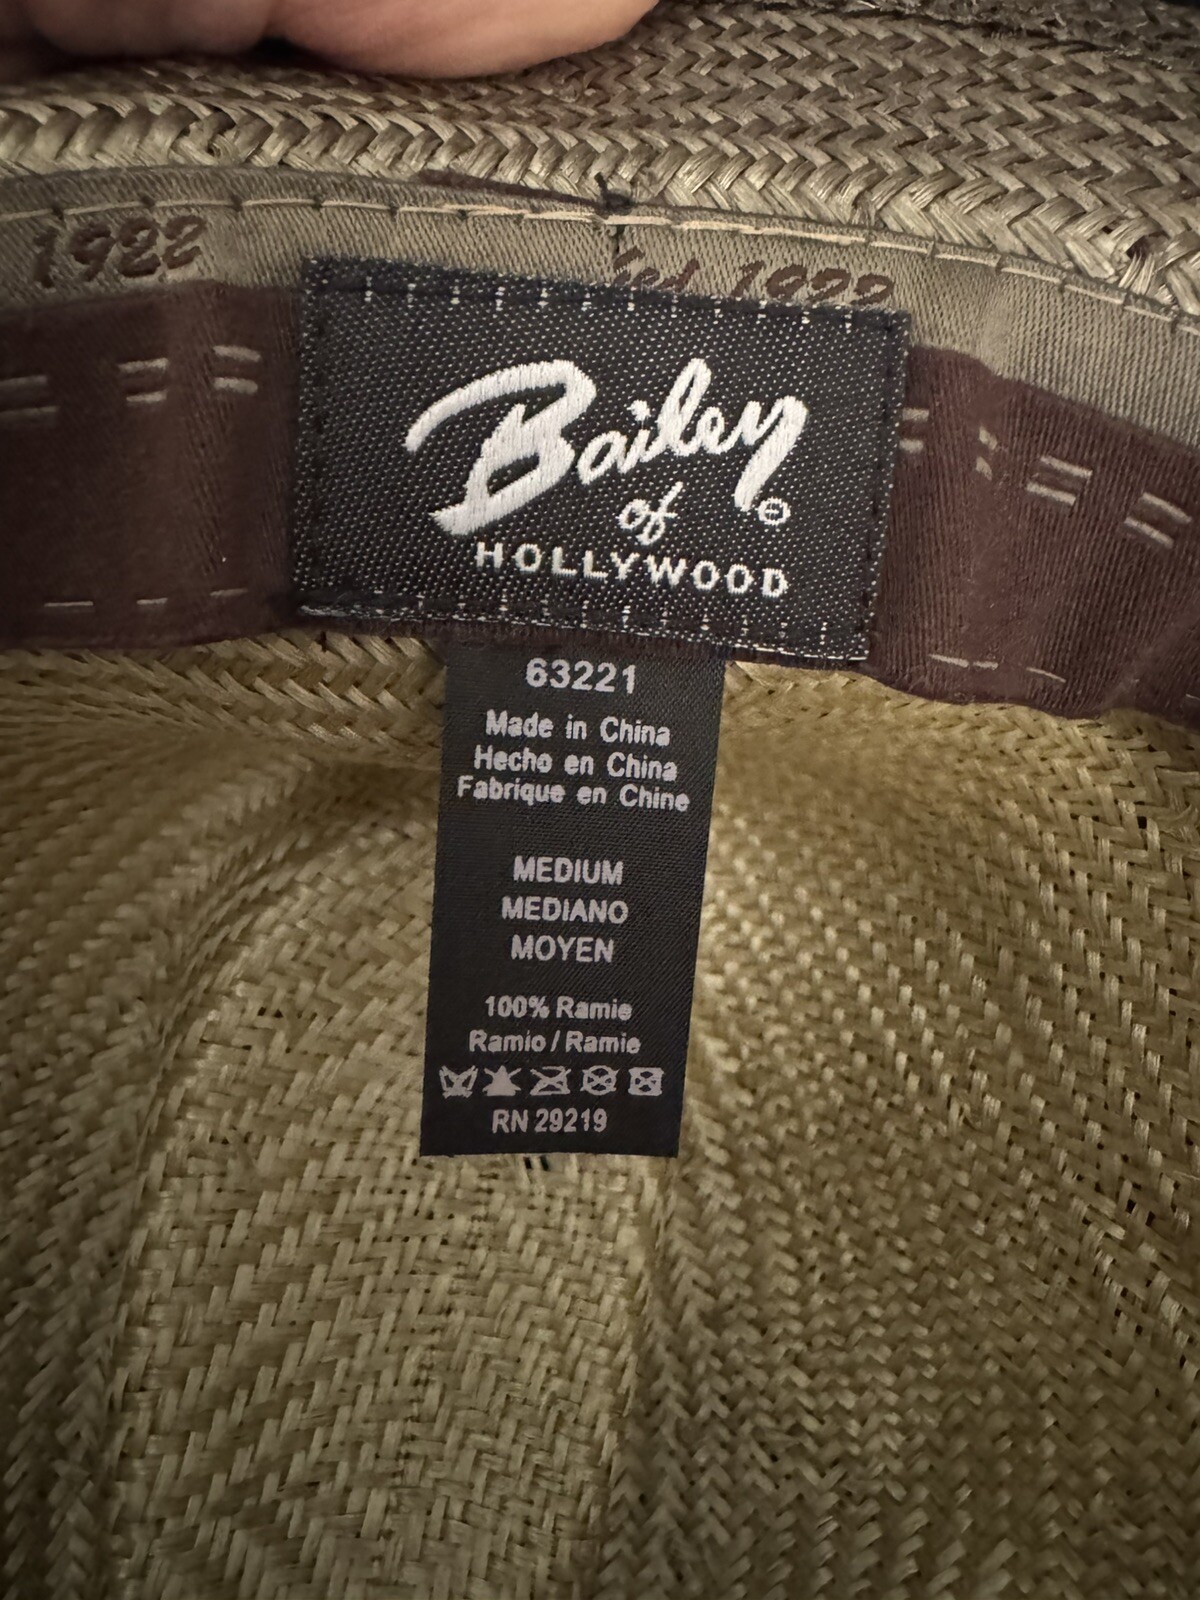 1922
Est. 1922
Bailey®
of
HOLLYWOOD
63221
Made in China
Hecho en China
Fabrique en Chine
MEDIUM
MEDIANO
MOYEN
100% Ramie
Ramio / Ramie
RN 29219